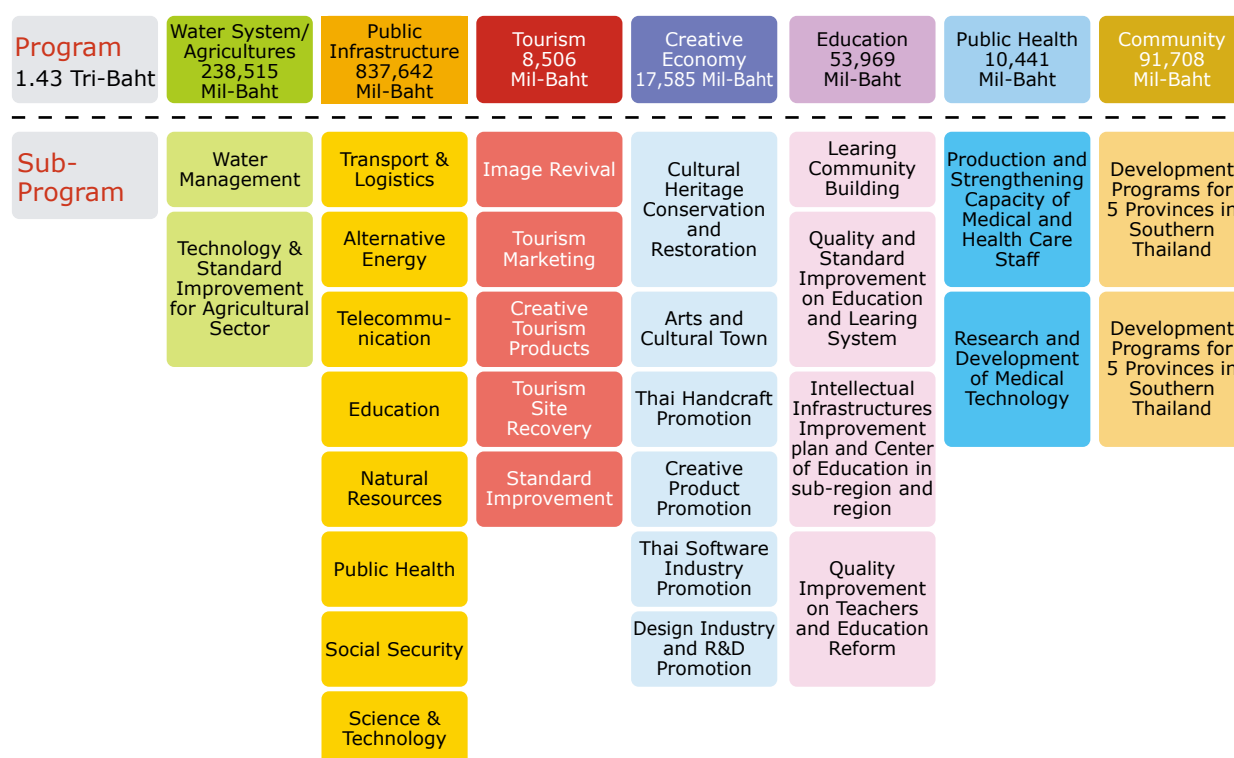 Program
1.43 Tri-Baht
Water System/
Agricultures
238,515
Mil-Baht
Public
Infrastructure
837,642
Mil-Baht
Tourism
8,506
Mil-Baht
Creative
Economy
17,585 Mil-Baht
Education
53,969
Mil-Baht
Public Health
10,441
Mil-Baht
Community
91,708
Mil-Baht
Sub-
Program
Water
Management
Technology &
Standard
Improvement
for Agricultural
Sector
Transport &
Logistics
Alternative
Energy
Telecommu-
nication
Education
Natural
Resources
Public Health
Social Security
Science &
Technology
Image Revival
Tourism
Marketing
Creative
Tourism
Products
Tourism
Site
Recovery
Standard
Improvement
Cultural
Heritage
Conservation
and
Restoration
Arts and
Cultural Town
Thai Handcraft
Promotion
Creative
Product
Promotion
Thai Software
Industry
Promotion
Design Industry
and R&D
Promotion
Learing
Community
Building
Quality and
Standard
Improvement
on Education
and Learing
System
Intellectual
Infrastructures
Improvement
plan and Center
of Education in
sub-region and
region
Quality
Improvement
on Teachers
and Education
Reform
Production and
Strengthening
Capacity of
Medical and
Health Care
Staff
Research and
Development
of Medical
Technology
Development
Programs for
5 Provinces in
Southern
Thailand
Development
Programs for
5 Provinces in
Southern
Thailand